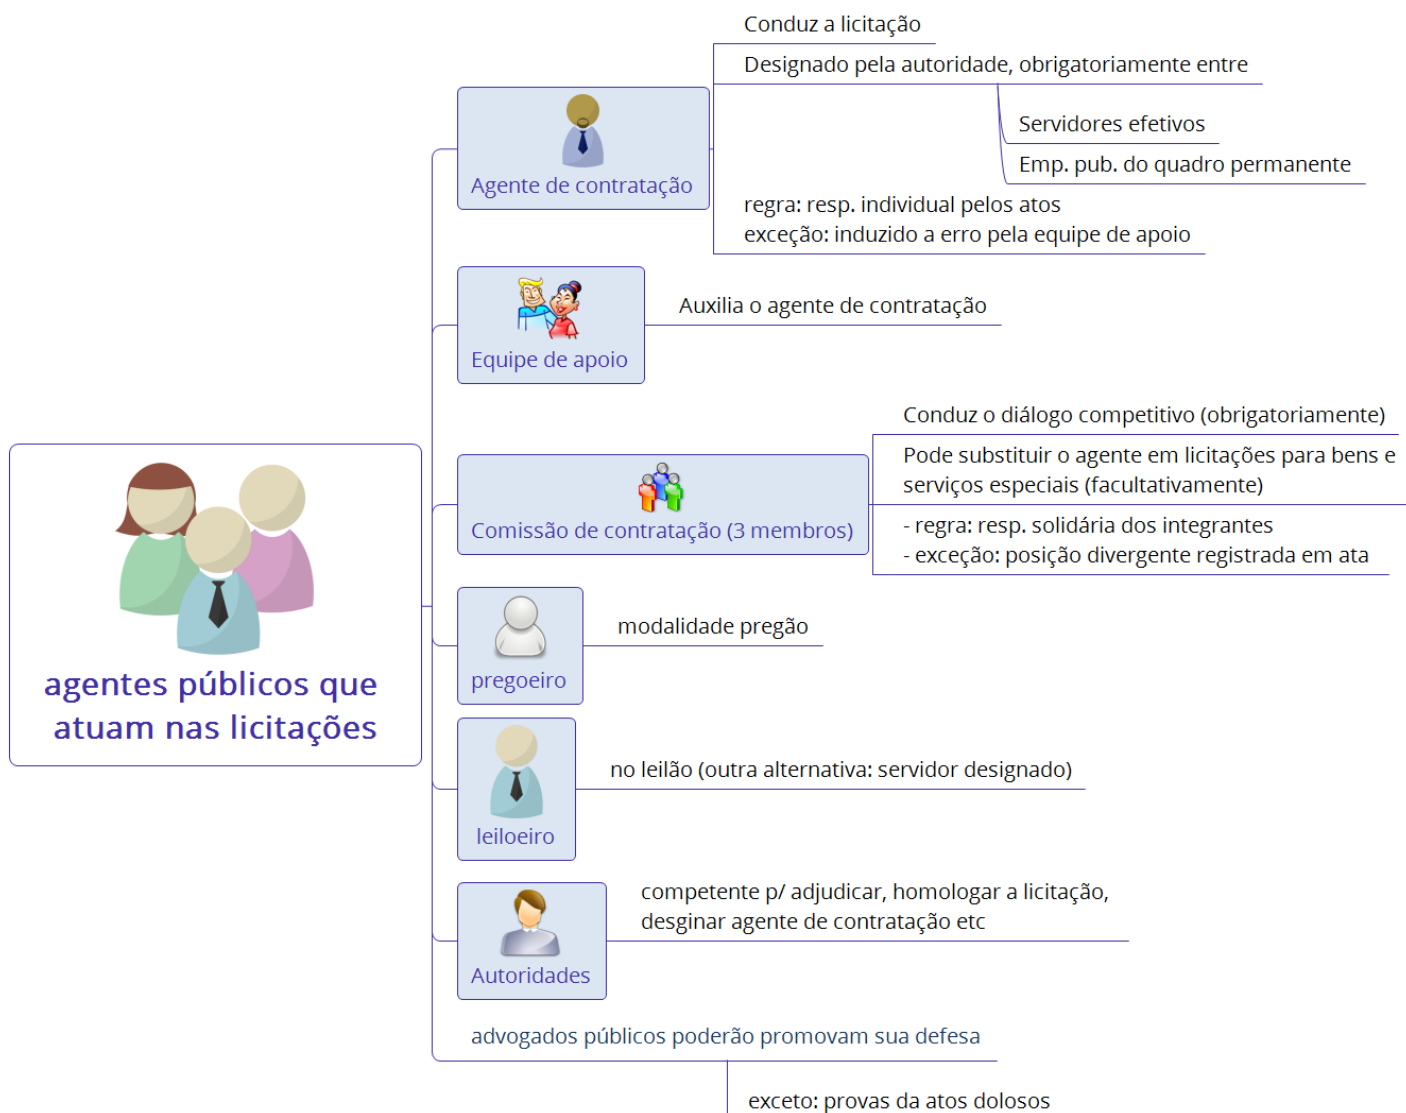 agentes públicos que
atuam nas licitações
Agente de contratação
Conduz a licitação
Designado pela autoridade, obrigatoriamente entre
Servidores efetivos
Emp. pub. do quadro permanente
regra: resp. individual pelos atos
exceção: induzido a erro pela equipe de apoio
Equipe de apoio
Auxilia o agente de contratação
Comissão de contratação (3 membros)
Conduz o diálogo competitivo (obrigatoriamente)
Pode substituir o agente em licitações para bens e
serviços especiais (facultativamente)
- regra: resp. solidária dos integrantes
- exceção: posição divergente registrada em ata
pregoeiro
modalidade pregão
leiloeiro
no leilão (outra alternativa: servidor designado)
Autoridades
competente p/ adjudicar, homologar a licitação,
desginar agente de contratação etc
advogados públicos poderão promovam sua defesa
exceto: provas da atos dolosos